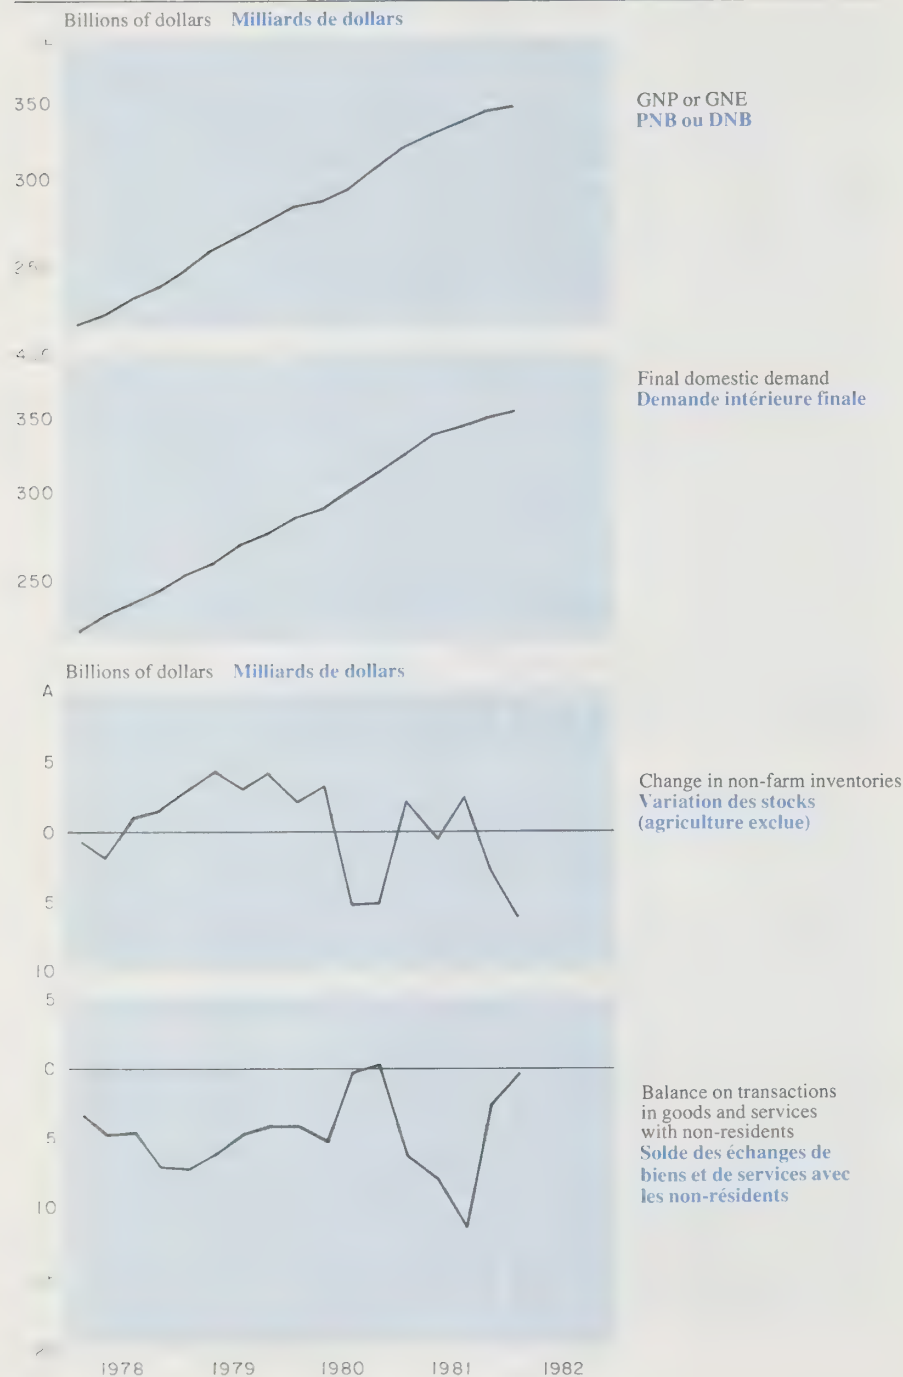 Billions of dollars Milliards de dollars
350
300
GNP or GNE
PNB ou DNB
350
300
250
Final domestic demand
Demande intérieure finale
Billions of dollars Milliards de dollars
5
0
5
10
Change in non-farm inventories
Variation des stocks
(agriculture exclue)
5
0
5
10
Balance on transactions
in goods and services
with non-residents
Solde des échanges de
biens et de services avec
les non-résidents
1978 1979 1980 1981 1982